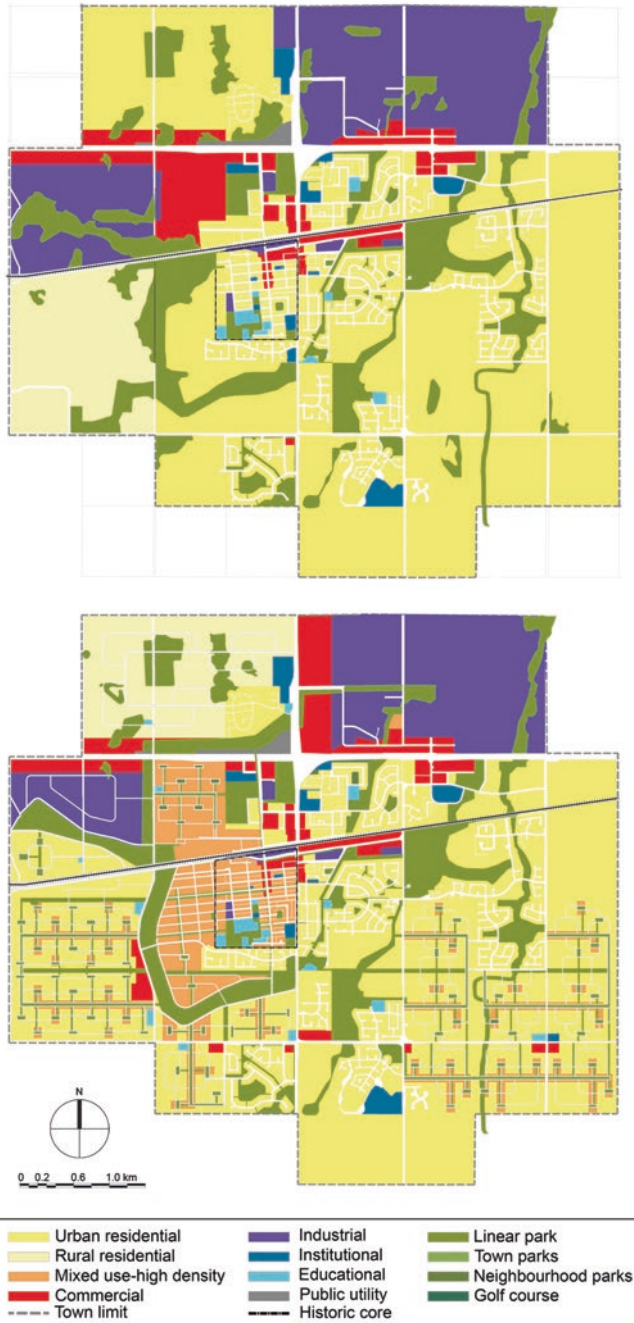 N
0 0.2 0.6 1.0 km
Urban residential
Rural residential
Mixed use-high density
Commercial
Town limit
Industrial
Institutional
Educational
Public utility
Historic core
Linear park
Town parks
Neighbourhood parks
Golf course